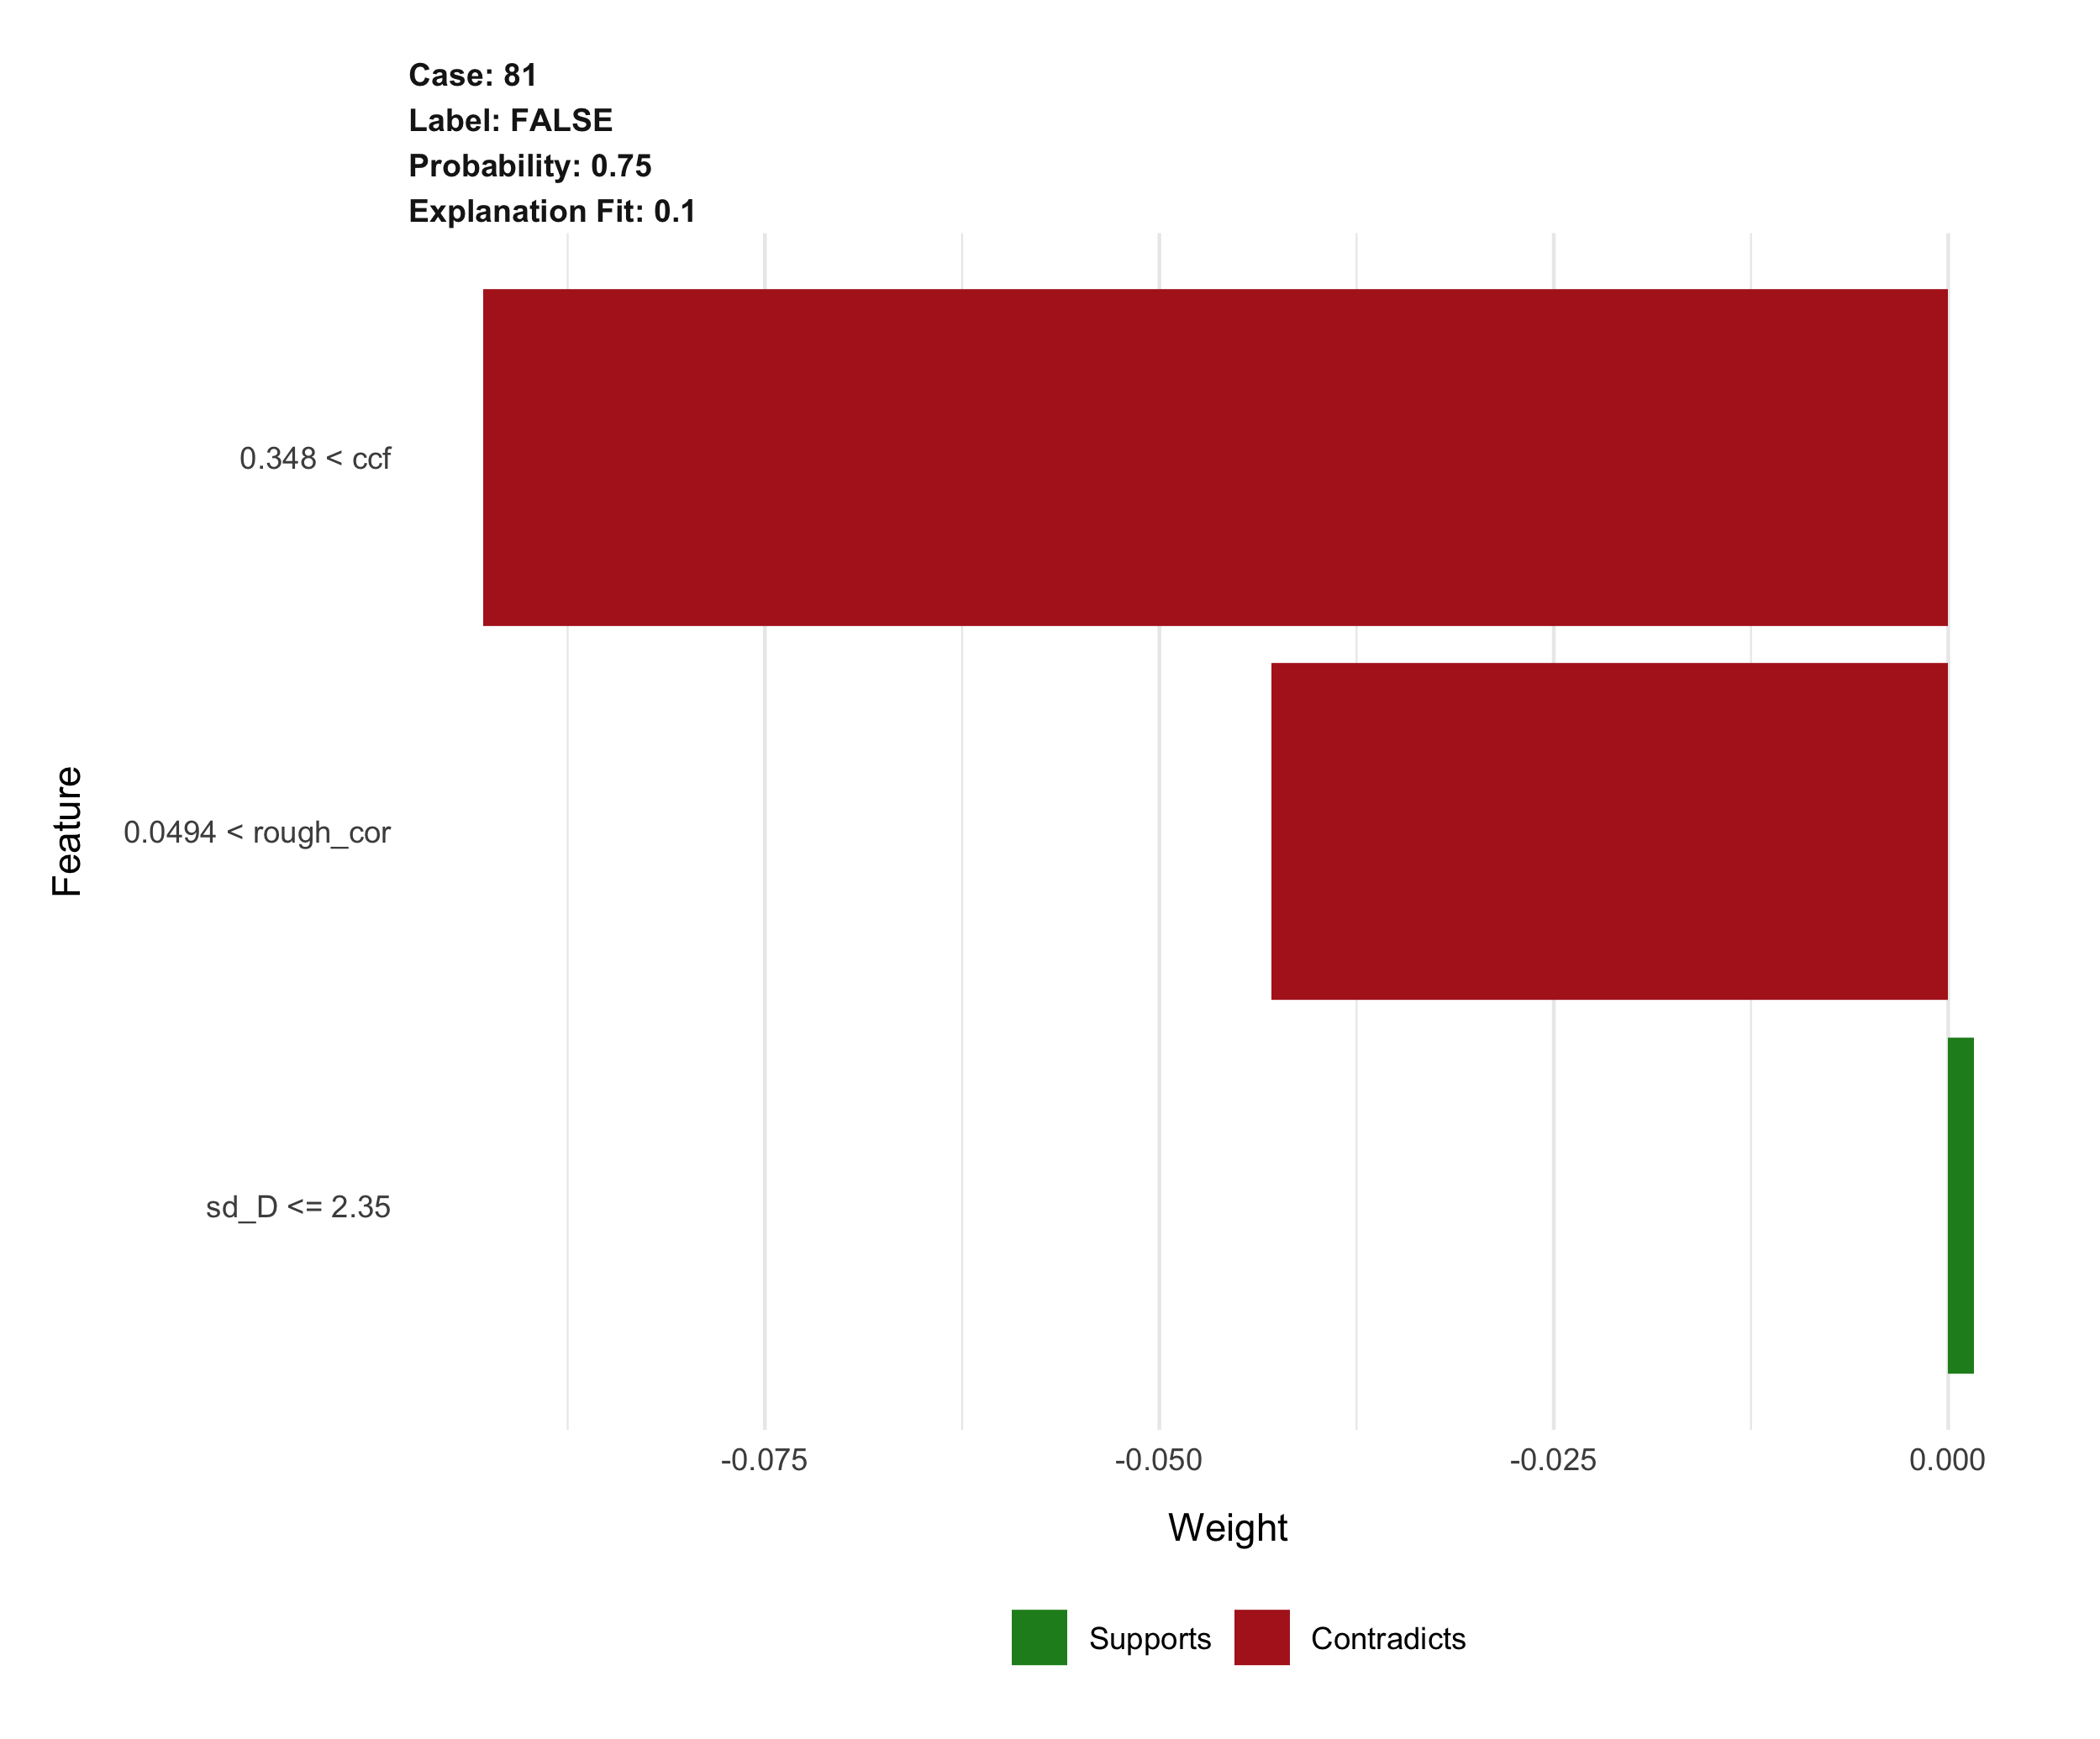 Case: 81
Label: FALSE
Probability: 0.75
Explanation Fit: 0.1
Feature
0.348 < ccf
0.0494 < rough_cor
sd_D <= 2.35
-0.075 -0.050 -0.025 0.000
Weight
Supports Contradicts